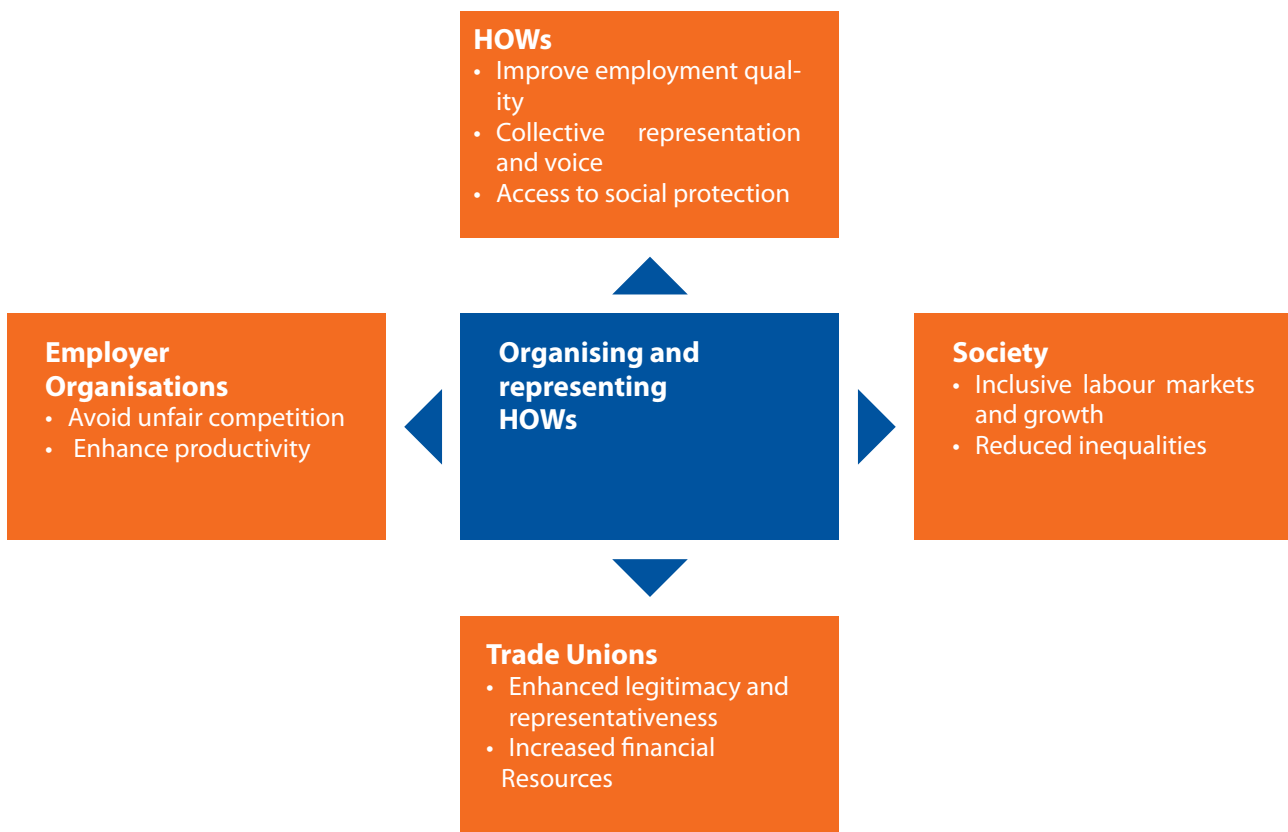 HOWs
• Improve employment qual-
ity
• Collective representation
and voice
• Access to social protection
Employer
Organisations
• Avoid unfair competition
• Enhance productivity
Organising and
representing
HOWs
Society
• Inclusive labour markets
and growth
• Reduced inequalities
Trade Unions
• Enhanced legitimacy and
representativeness
• Increased financial
Resources